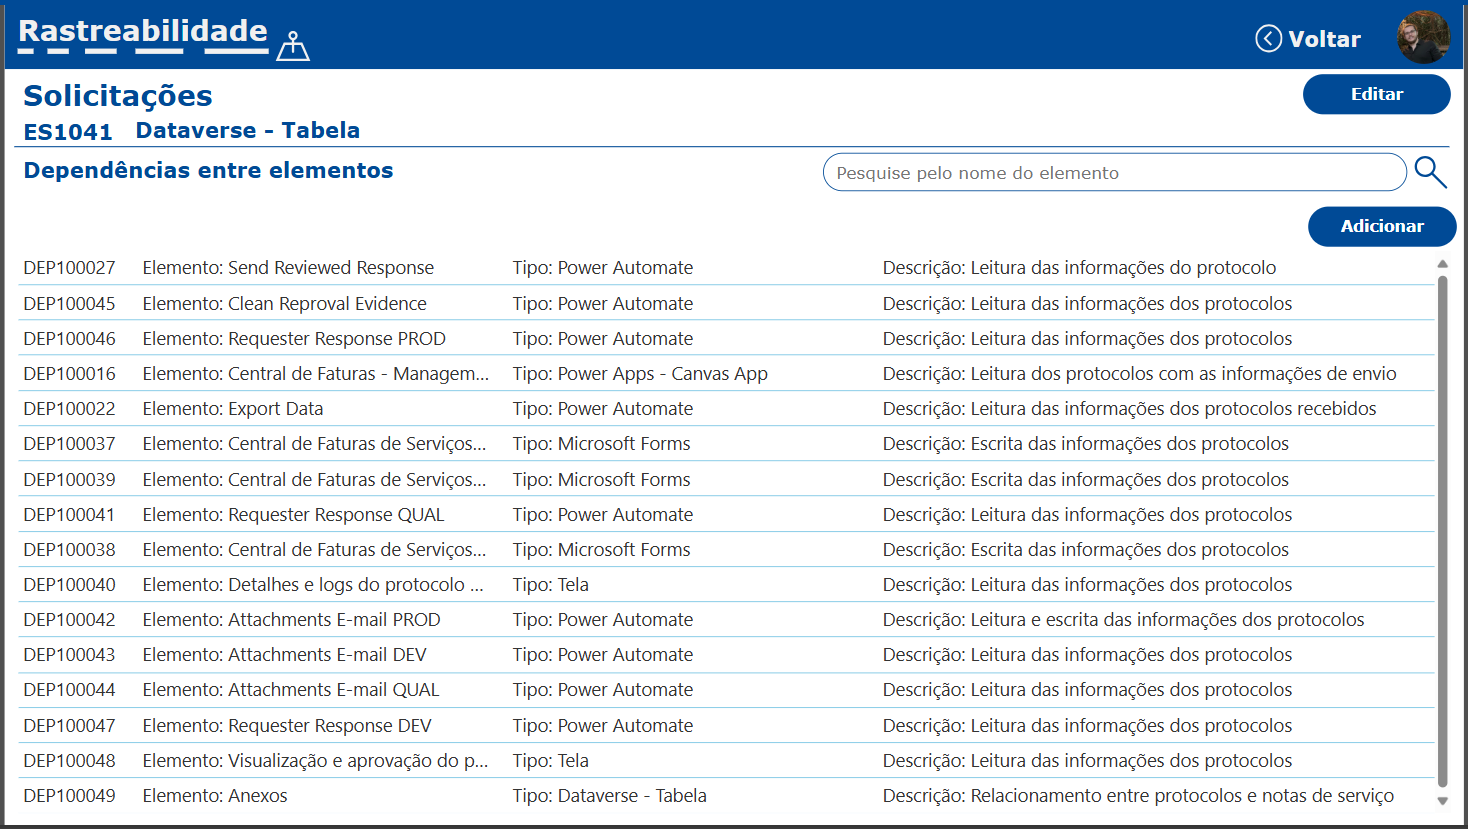 Rastreabilidade
Voltar
Solicitações
Editar
ES1041 Dataverse - Tabela
Dependências entre elementos
Pesquise pelo nome do elemento
Adicionar
DEP100027 Elemento: Send Reviewed Response Tipo: Power Automate Descrição: Leitura das informações do protocolo
DEP100045 Elemento: Clean Reproval Evidence Tipo: Power Automate Descrição: Leitura das informações dos protocolos
DEP100046 Elemento: Requester Response PROD Tipo: Power Automate Descrição: Leitura das informações dos protocolos
DEP100016 Elemento: Central de Faturas - Managem... Tipo: Power Apps - Canvas App Descrição: Leitura dos protocolos com as informações de envio
DEP100022 Elemento: Export Data Tipo: Power Automate Descrição: Leitura das informações dos protocolos recebidos
DEP100037 Elemento: Central de Faturas de Serviços... Tipo: Microsoft Forms Descrição: Escrita das informações dos protocolos
DEP100039 Elemento: Central de Faturas de Serviços... Tipo: Microsoft Forms Descrição: Escrita das informações dos protocolos
DEP100041 Elemento: Requester Response QUAL Tipo: Power Automate Descrição: Leitura das informações dos protocolos
DEP100038 Elemento: Central de Faturas de Serviços... Tipo: Microsoft Forms Descrição: Escrita das informações dos protocolos
DEP100040 Elemento: Detalhes e logs do protocolo ... Tipo: Tela Descrição: Leitura das informações dos protocolos
DEP100042 Elemento: Attachments E-mail PROD Tipo: Power Automate Descrição: Leitura e escrita das informações dos protocolos
DEP100043 Elemento: Attachments E-mail DEV Tipo: Power Automate Descrição: Leitura das informações dos protocolos
DEP100044 Elemento: Attachments E-mail QUAL Tipo: Power Automate Descrição: Leitura das informações dos protocolos
DEP100047 Elemento: Requester Response DEV Tipo: Power Automate Descrição: Leitura das informações dos protocolos
DEP100048 Elemento: Visualização e aprovação do p... Tipo: Tela Descrição: Leitura das informações dos protocolos
DEP100049 Elemento: Anexos Tipo: Dataverse - Tabela Descrição: Relacionamento entre protocolos e notas de serviço